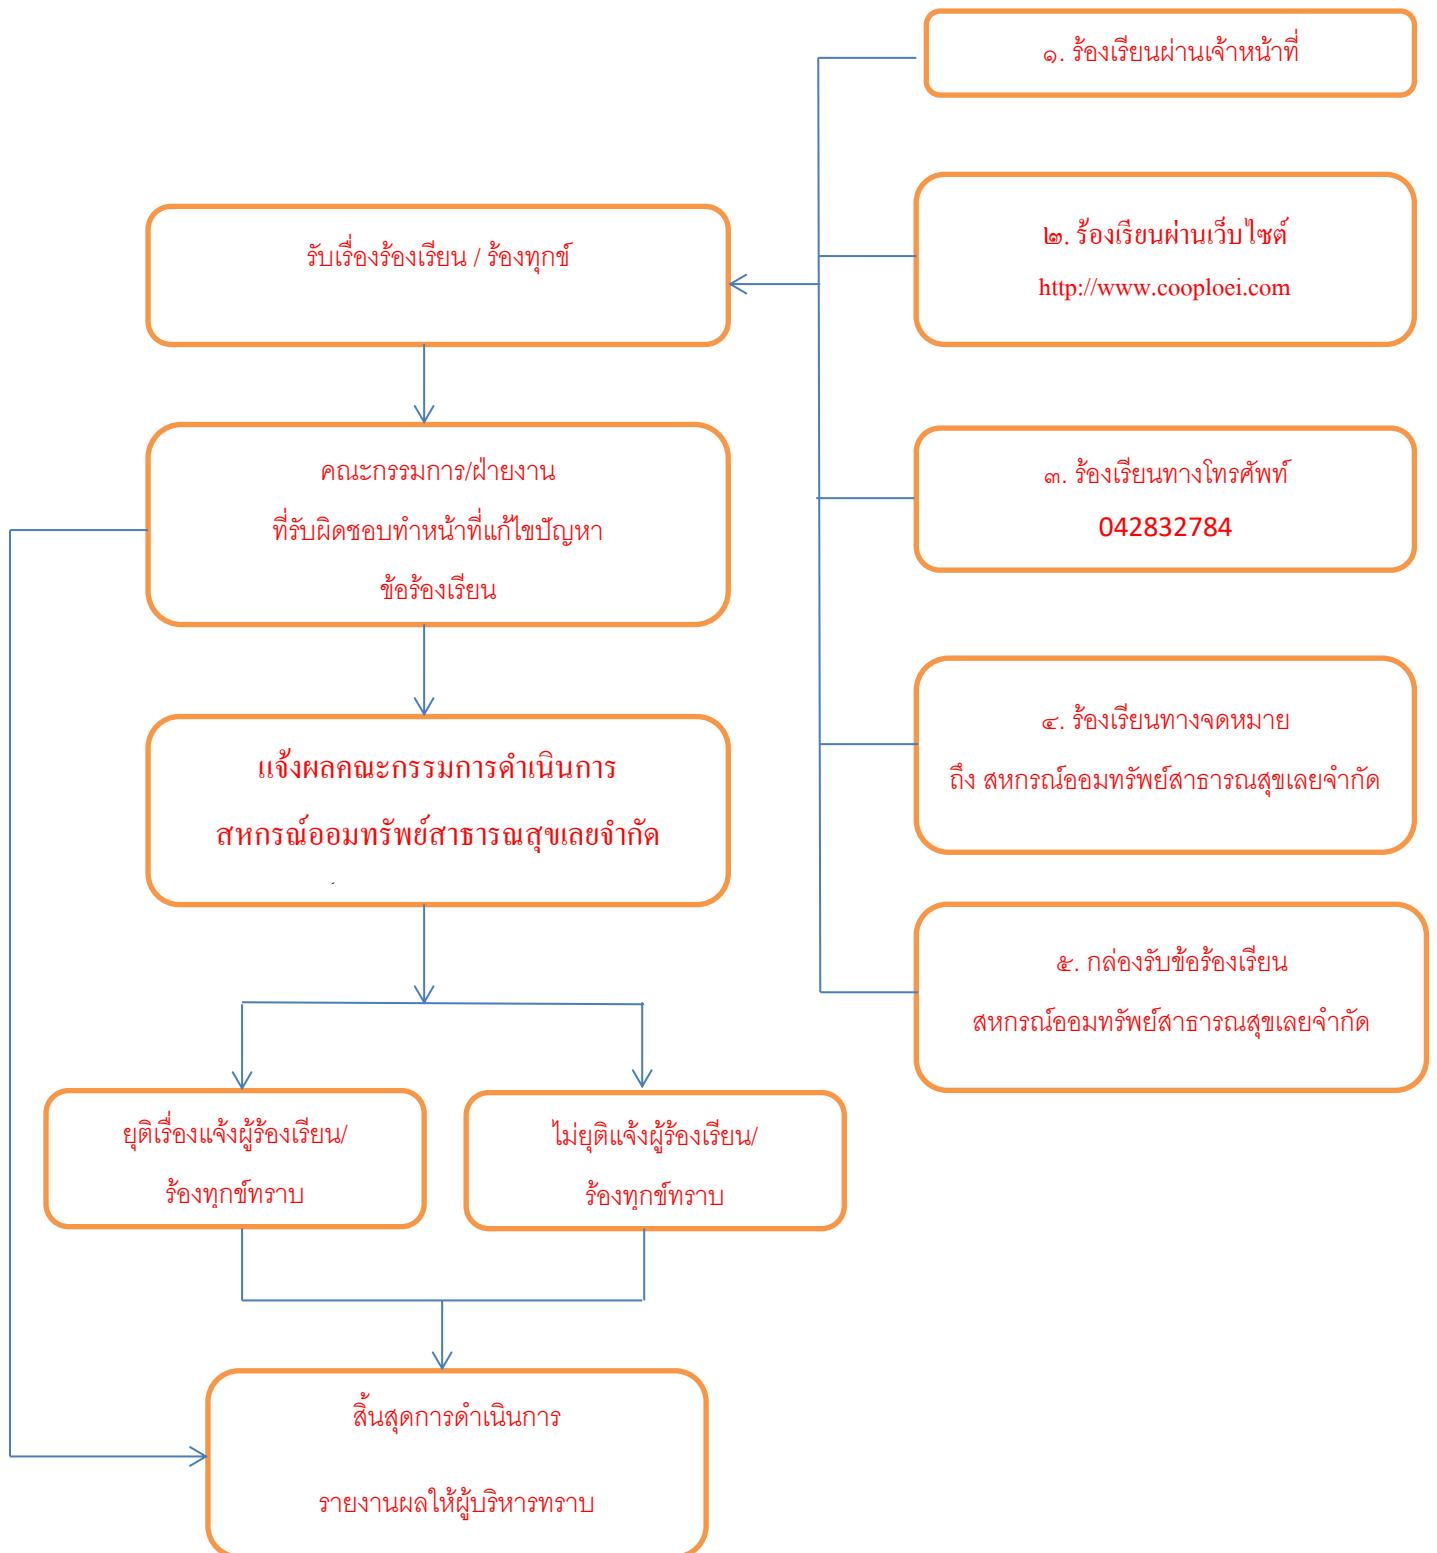 ๑. ร้องเรียนผ่านเจ้าหน้าที่
๒. ร้องเรียนผ่านเว็บไซต์
http://www.cooploei.com
รับเรื่องร้องเรียน / ร้องทุกข์
๓. ร้องเรียนทางโทรศัพท์
042832784
คณะกรรมการ/ฝ่ายงาน
ที่รับผิดชอบทำหน้าที่แก้ไขปัญหา
ข้อร้องเรียน
๔. ร้องเรียนทางจดหมาย
ถึง สหกรณ์ออมทรัพย์สาธารณสุขเลยจำกัด
แจ้งผลคณะกรรมการดำเนินการ
สหกรณ์ออมทรัพย์สาธารณสุขเลยจำกัด
๕. กล่องรับข้อร้องเรียน
สหกรณ์ออมทรัพย์สาธารณสุขเลยจำกัด
ยุติเรื่องแจ้งผู้ร้องเรียน/
ร้องทุกข์ทราบ
ไม่ยุติแจ้งผู้ร้องเรียน/
ร้องทุกข์ทราบ
สิ้นสุดการดำเนินการ
รายงานผลให้ผู้บริหารทราบ